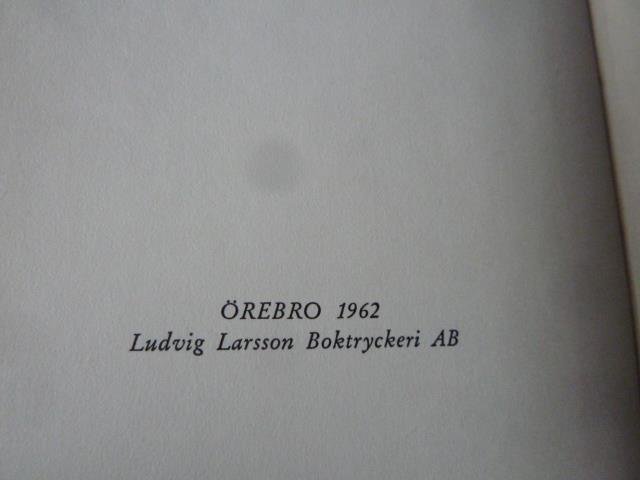 ÖREBRO 1962
Ludvig Larsson Boktryckeri AB